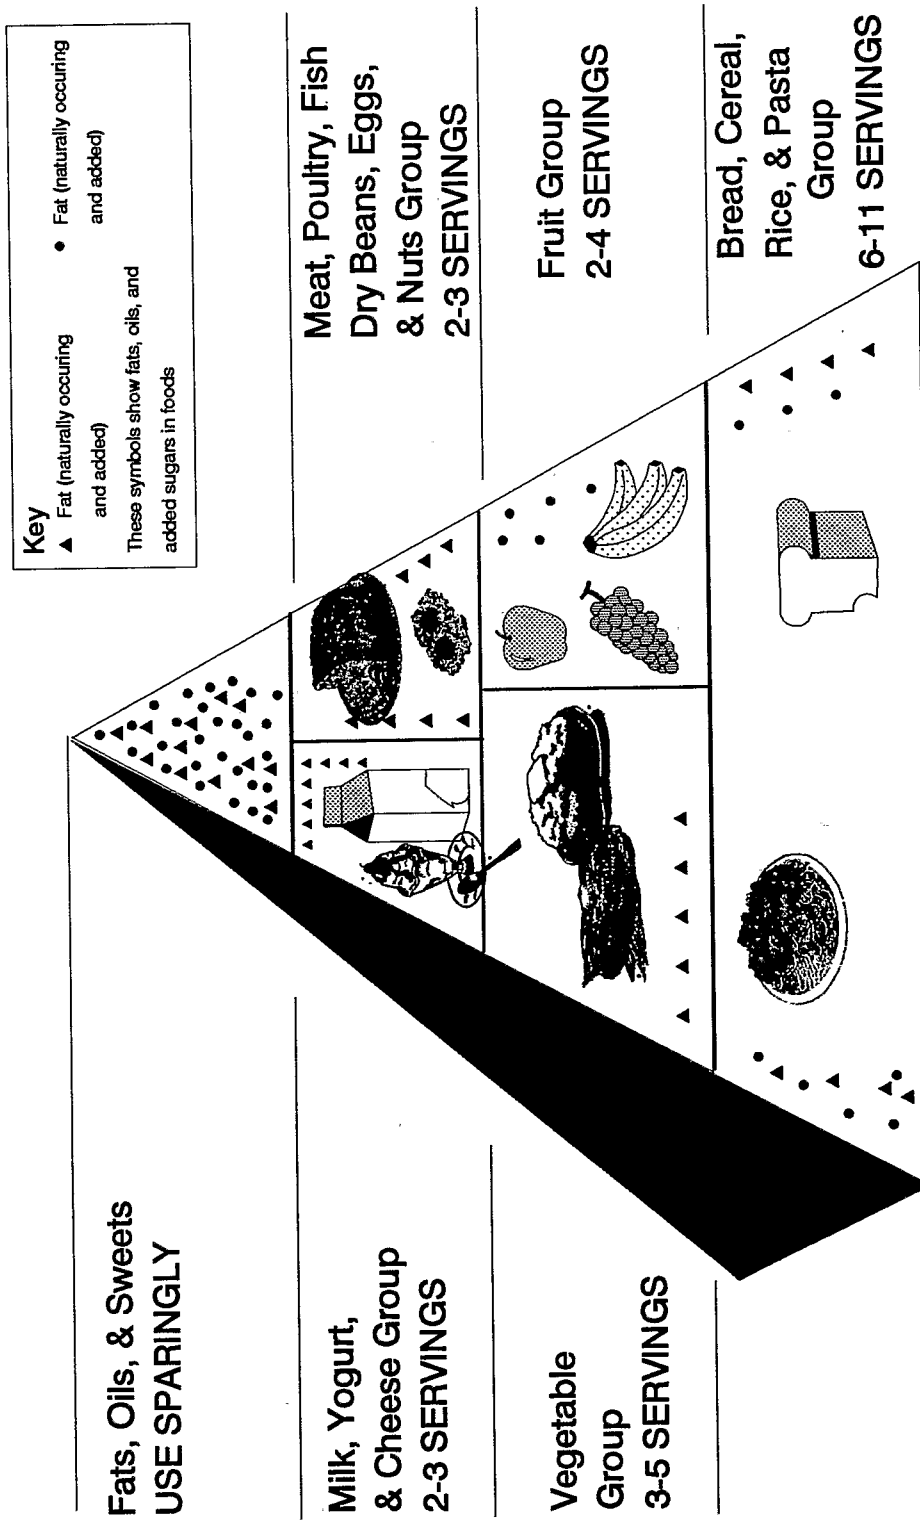 Key
▲ Fat (naturally occuring
and added)
● Fat (naturally occuring
and added)
These symbols show fats, oils, and
added sugars in foods
Fats, Oils, & Sweets
USE SPARINGLY
Milk, Yogurt,
& Cheese Group
2-3 SERVINGS
Meat, Poultry, Fish
Dry Beans, Eggs,
& Nuts Group
2-3 SERVINGS
Vegetable
Group
3-5 SERVINGS
Fruit Group
2-4 SERVINGS
Bread, Cereal,
Rice, & Pasta
Group
6-11 SERVINGS